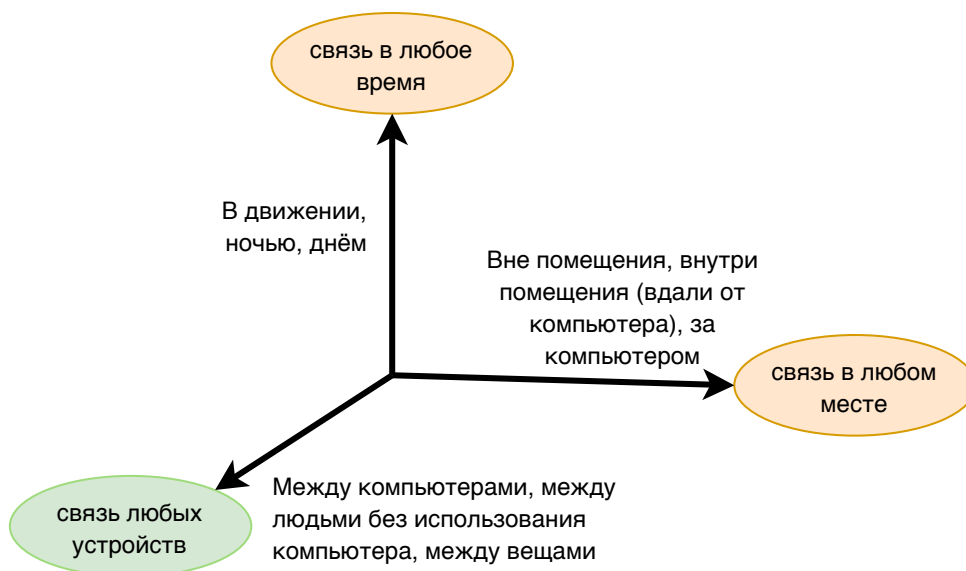 связь в любое
время
В движении,
ночью, днём
Вне помещения, внутри
помещения (вдали от
компьютера), за
компьютером
связь в любом
месте
связь любых
устройств
Между компьютерами, между
людьми без использования
компьютера, между вещами